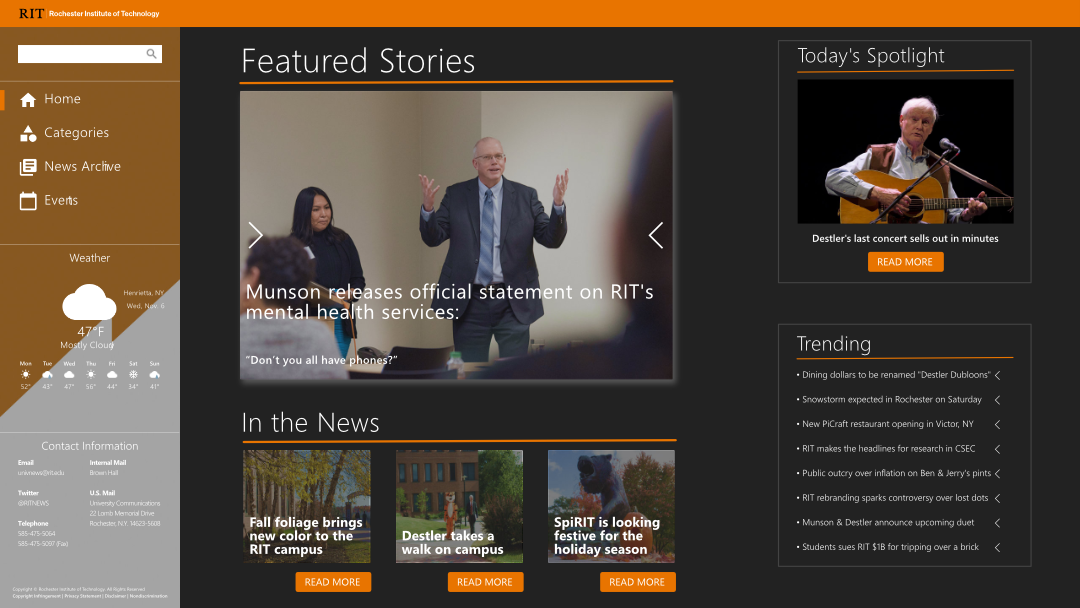 RIT Rochester Institute of Technology
Home
Categories
News Archive
Events
Weather
Henrietta, NY
Wed, Nov. 6
47°F
Mostly Cloudy
Mon Tue Wed Thu Fri Sat Sun
52° 43° 47° 56° 44° 34° 41°
Contact Information
Email
unewews@rit.edu
Internal Mail
Brown Hall
Twitter
@RITNEWS
U.S. Mail
University Communications
22 Lomb Memorial Drive
Rochester, N.Y. 14623-5608
Telephone
585-475-5064
585-475-5097 (Fax)
Copyright © Rochester Institute of Technology. All Rights Reserved
Copyright Infringement | Privacy Statement | Disclaimer | Nondiscrimination
Featured Stories
Munson releases official statement on RIT's
mental health services:
"Don't you all have phones?"
In the News
Fall foliage brings
new color to the
RIT campus
READ MORE
Destler takes a
walk on campus
READ MORE
SpiRIT is looking
festive for the
holiday season
READ MORE
Today's Spotlight
Destler's last concert sells out in minutes
READ MORE
Trending
• Dining dollars to be renamed "Destler Dubloons"
• Snowstorm expected in Rochester on Saturday
• New PiCraft restaurant opening in Victor, NY
• RIT makes the headlines for research in CSEC
• Public outcry over inflation on Ben & Jerry's pints
• RIT rebranding sparks controversy over lost dots
• Munson & Destler announce upcoming duet
• Students sues RIT $1B for tripping over a brick